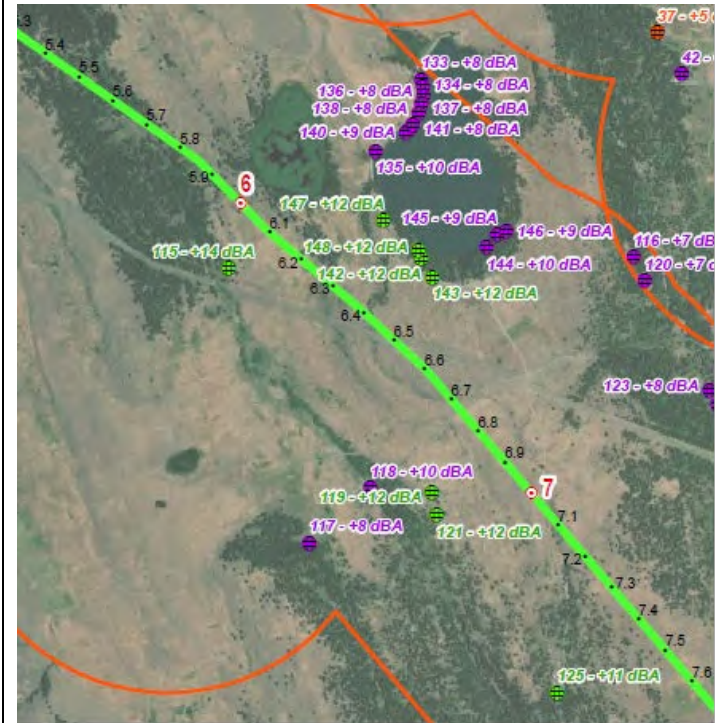 5.3
37 - +5
5.4
42 -
5.5
133 - +8 dBA
136 - +8 dBA
134 - +8 dBA
5.6
138 - +8 dBA
137 - +8 dBA
5.7
140 - +9 dBA
141 - +8 dBA
5.8
135 - +10 dBA
5.9
6
147 - +12 dBA
145 - +9 dBA
6.1
146 - +9 dBA
116 - +7 dB
115 - +14 dBA
148 - +12 dBA
144 - +10 dBA
6.2
142 - +12 dBA
120 - +7 d
6.3
143 - +12 dBA
6.4
6.5
6.6
123 - +8 dBA
6.7
6.8
6.9
118 - +10 dBA
119 - +12 dBA
7
117 - +8 dBA
121 - +12 dBA
7.1
7.2
7.3
7.4
7.5
125 - +11 dBA
7.6